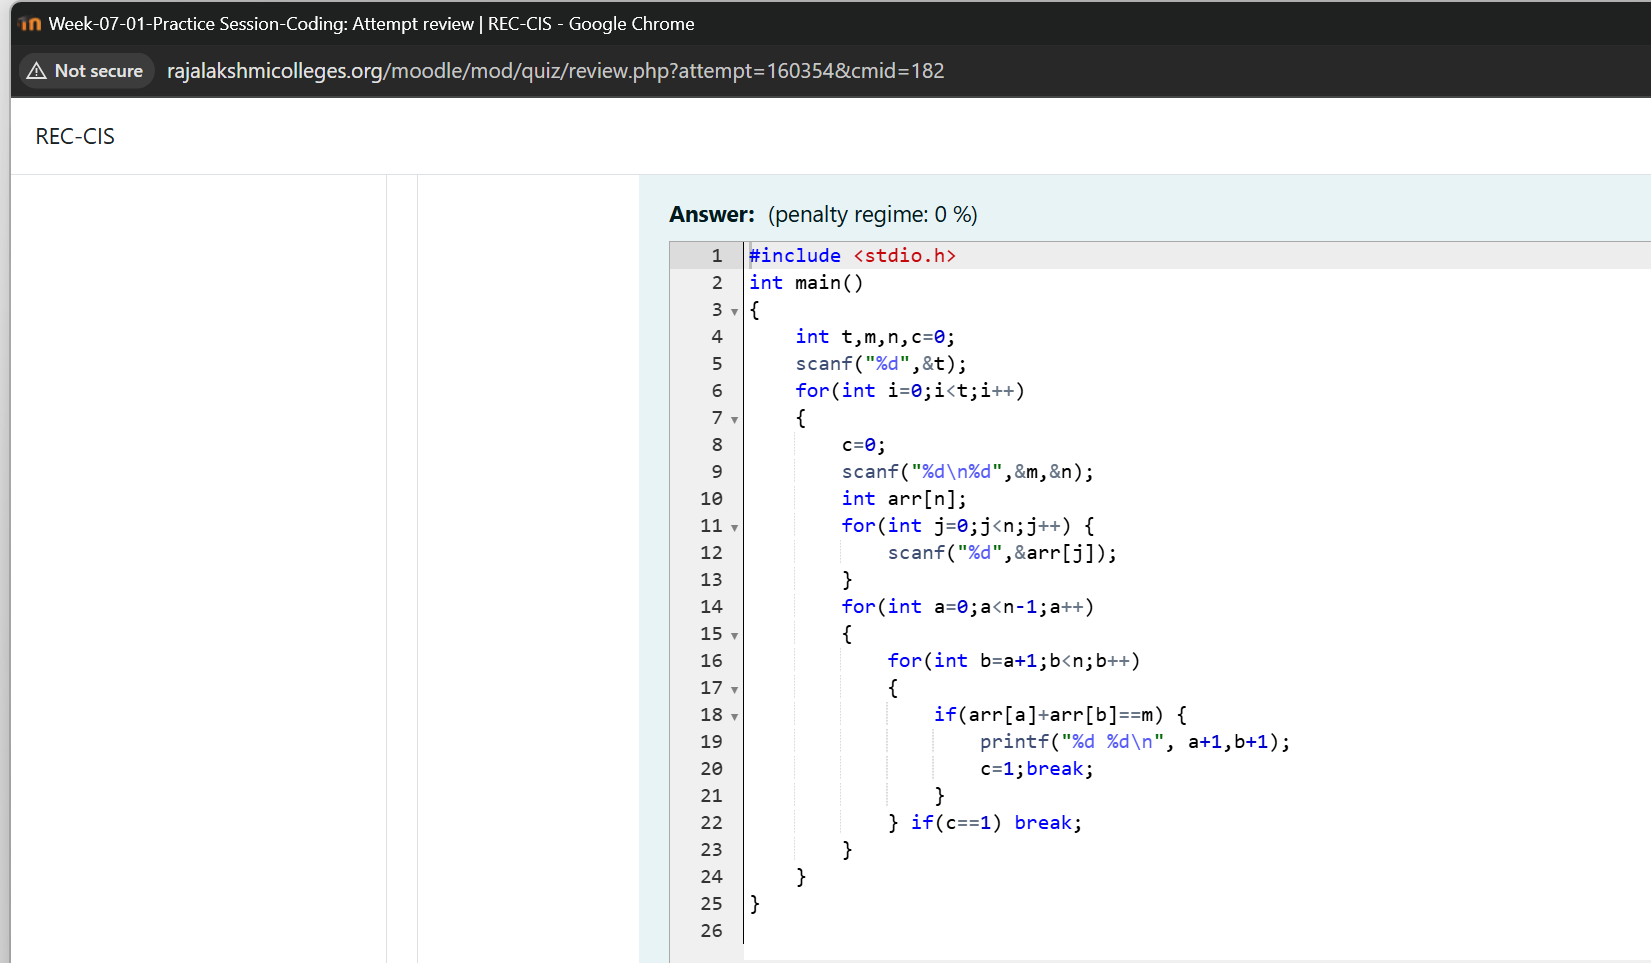 Week-07-01-Practice Session-Coding: Attempt review | REC-CIS - Google Chrome
Not secure rajalakshmicolleges.org/moodle/mod/quiz/review.php?attempt=160354&cmid=182
REC-CIS
Answer: (penalty regime: 0 %)
1 #include <stdio.h>
2 int main()
3 {
4     int t,m,n,c=0;
5     scanf("%d",&t);
6     for(int i=0;i<t;i++)
7     {
8         c=0;
9         scanf("%d\n%d",&m,&n);
10         int arr[n];
11         for(int j=0;j<n;j++) {
12             scanf("%d",&arr[j]);
13         }
14         for(int a=0;a<n-1;a++)
15         {
16             for(int b=a+1;b<n;b++)
17             {
18                 if(arr[a]+arr[b]==m) {
19                     printf("%d %d\n", a+1,b+1);
20                     c=1;break;
21                 }
22             } if(c==1) break;
23         }
24     }
25 }
26